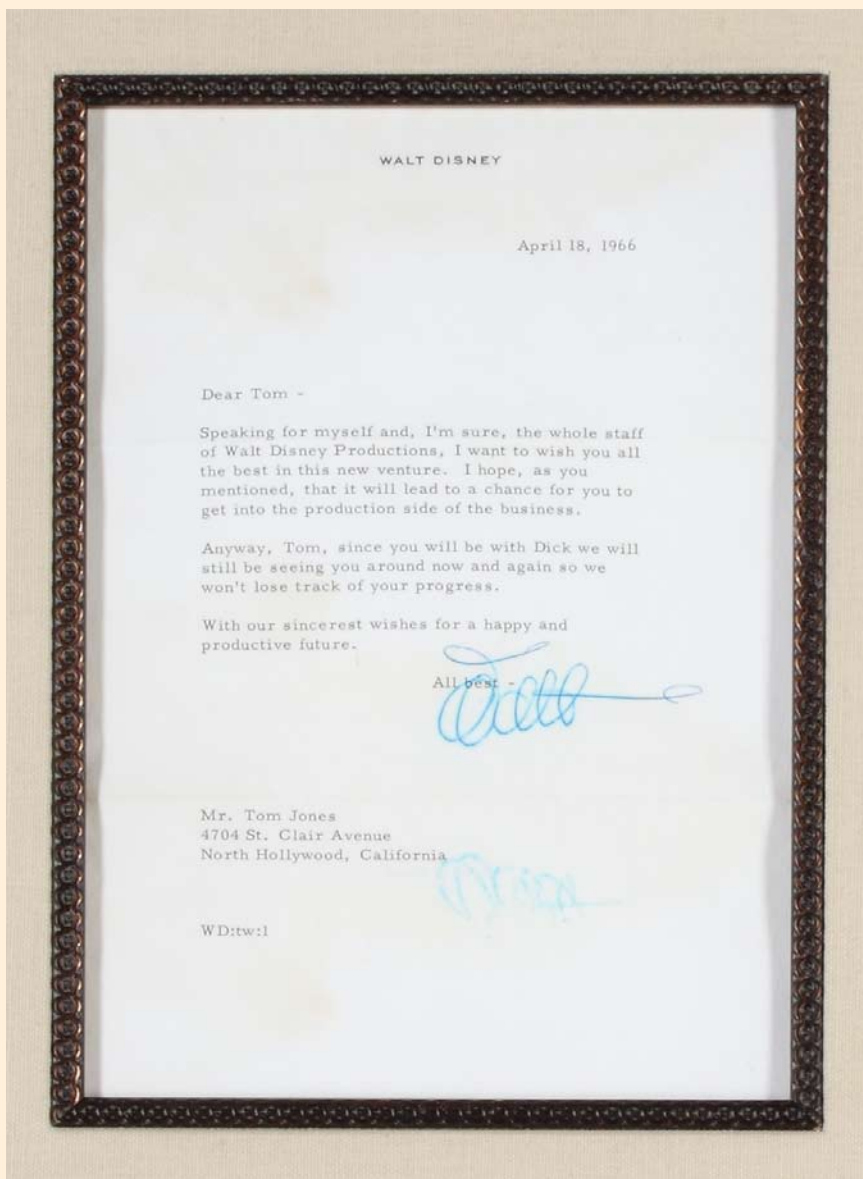 WALT DISNEY
April 18, 1966
Dear Tom -
Speaking for myself and, I'm sure, the whole staff
of Walt Disney Productions, I want to wish you all
the best in this new venture. I hope, as you
mentioned, that it will lead to a chance for you to
get into the production side of the business.
Anyway, Tom, since you will be with Dick we will
still be seeing you around now and again so we
won't lose track of your progress.
With our sincerest wishes for a happy and
productive future.
All best -
Walt
Mr. Tom Jones
4704 St. Clair Avenue
North Hollywood, California
WD:tw:1